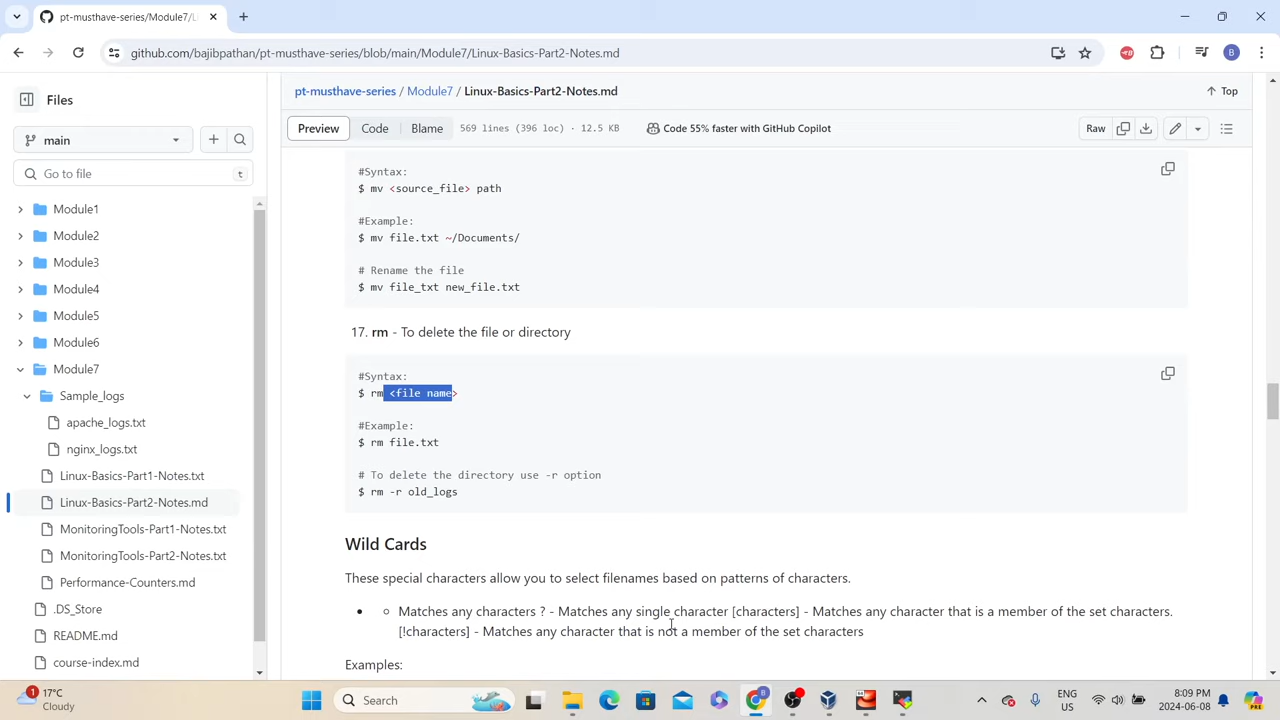 pt-musthave-series/Module7/L
github.com/bajibpathan/pt-musthave-series/blob/main/Module7/Linux-Basics-Part2-Notes.md
B
Files
pt-musthave-series / Module7 / Linux-Basics-Part2-Notes.md
Top
main
Preview
Code
Blame
569 lines (396 loc) · 12.5 KB
Code 55% faster with GitHub Copilot
Raw
Go to file
t
Module1
Module2
Module3
Module4
Module5
Module6
Module7
Sample_logs
apache_logs.txt
nginx_logs.txt
Linux-Basics-Part1-Notes.txt
Linux-Basics-Part2-Notes.md
MonitoringTools-Part1-Notes.txt
MonitoringTools-Part2-Notes.txt
Performance-Counters.md
.DS_Store
README.md
course-index.md
#Syntax:
$ mv <source_file> path
#Example:
$ mv file.txt ~/Documents/
# Rename the file
$ mv file_txt new_file.txt
17. rm - To delete the file or directory
#Syntax:
$ rm <file name>
#Example:
$ rm file.txt
# To delete the directory use -r option
$ rm -r old_logs
Wild Cards
These special characters allow you to select filenames based on patterns of characters.
Matches any characters ? - Matches any single character [characters] - Matches any character that is a member of the set characters.
[!characters] - Matches any character that is not a member of the set characters
Examples:
1
17°C
Cloudy
Search
B
ENG
US
8:09 PM
2024-06-08
PRE